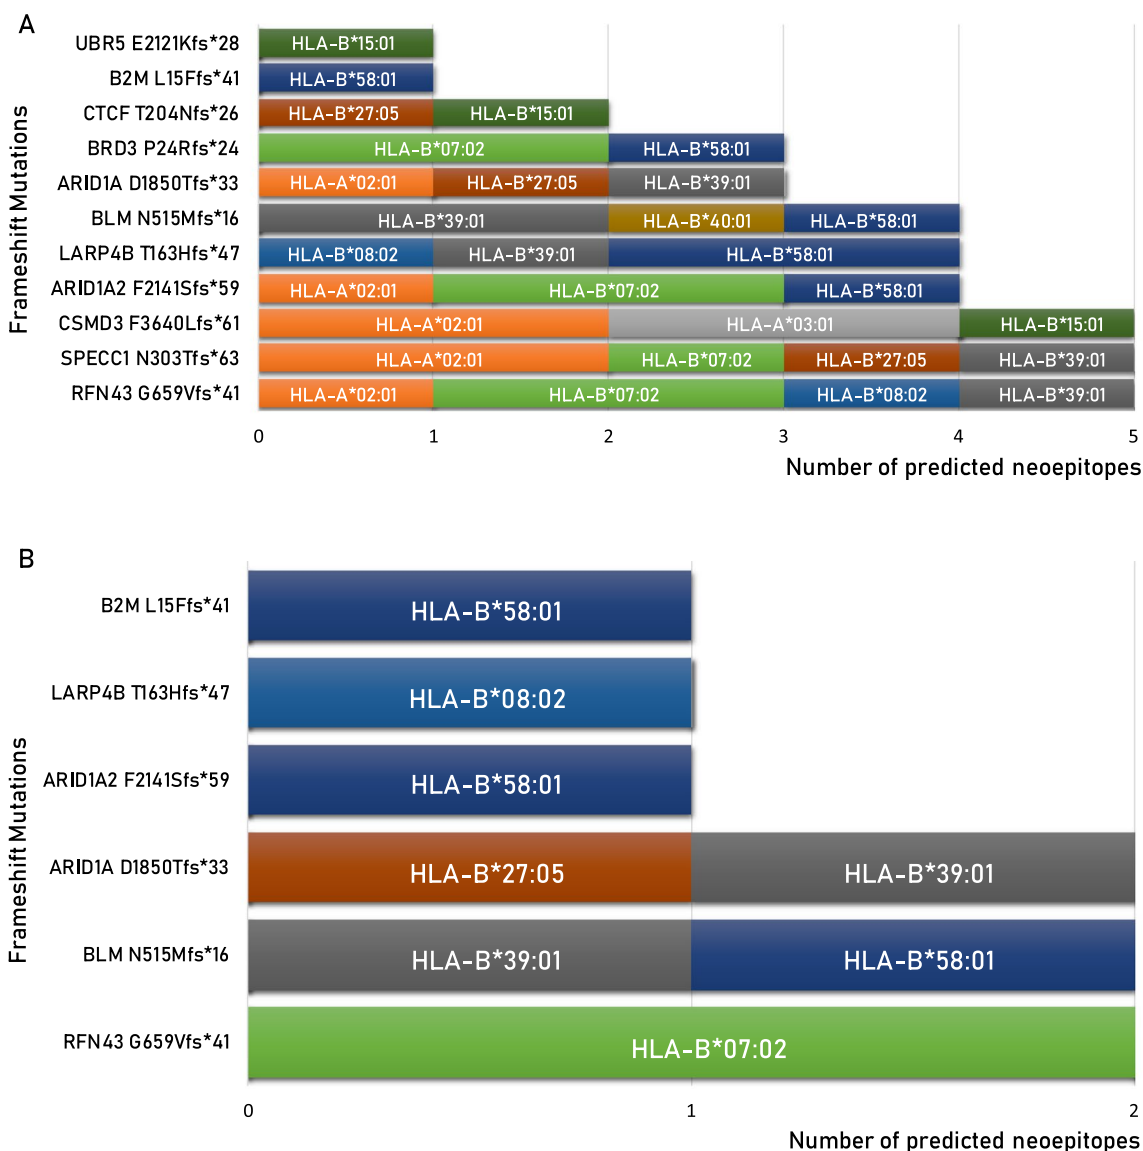 A
Frameshift Mutations
UBR5 E2121Kfs*28 HLA-B*15:01
B2M L15Ffs*41 HLA-B*58:01
CTCF T204Nfs*26 HLA-B*27:05 HLA-B*15:01
BRD3 P24Rfs*24 HLA-B*07:02 HLA-B*58:01
ARID1A D1850Tfs*33 HLA-A*02:01 HLA-B*27:05 HLA-B*39:01
BLM N515Mfs*16 HLA-B*39:01 HLA-B*40:01 HLA-B*58:01
LARP4B T163Hfs*47 HLA-B*08:02 HLA-B*39:01 HLA-B*58:01
ARID1A2 F2141Sfs*59 HLA-A*02:01 HLA-B*07:02 HLA-B*58:01
CSMD3 F3640Lfs*61 HLA-A*02:01 HLA-A*03:01 HLA-B*15:01
SPECC1 N303Tfs*63 HLA-A*02:01 HLA-B*07:02 HLA-B*27:05 HLA-B*39:01
RFN43 G659Vfs*41 HLA-A*02:01 HLA-B*07:02 HLA-B*08:02 HLA-B*39:01
0 1 2 3 4 5
Number of predicted neoepitopes
B
Frameshift Mutations
B2M L15Ffs*41 HLA-B*58:01
LARP4B T163Hfs*47 HLA-B*08:02
ARID1A2 F2141Sfs*59 HLA-B*58:01
ARID1A D1850Tfs*33 HLA-B*27:05 HLA-B*39:01
BLM N515Mfs*16 HLA-B*39:01 HLA-B*58:01
RFN43 G659Vfs*41 HLA-B*07:02
0 1 2
Number of predicted neoepitopes